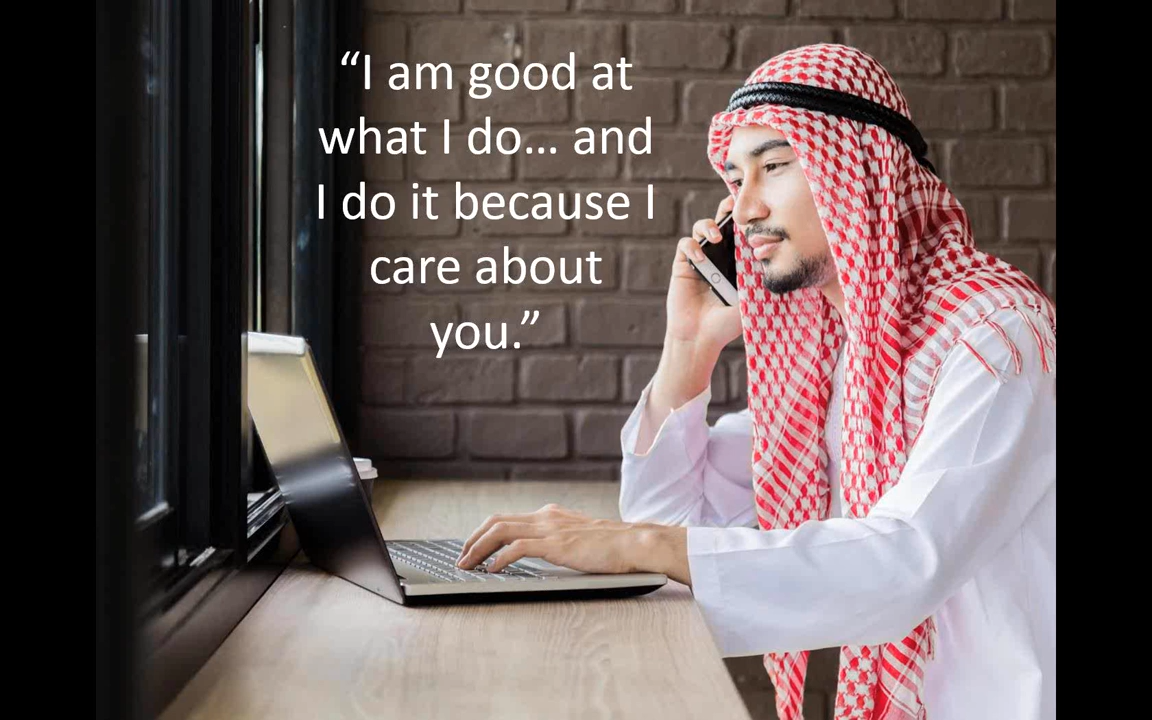 “I am good at
what I do… and
I do it because I
care about
you.”